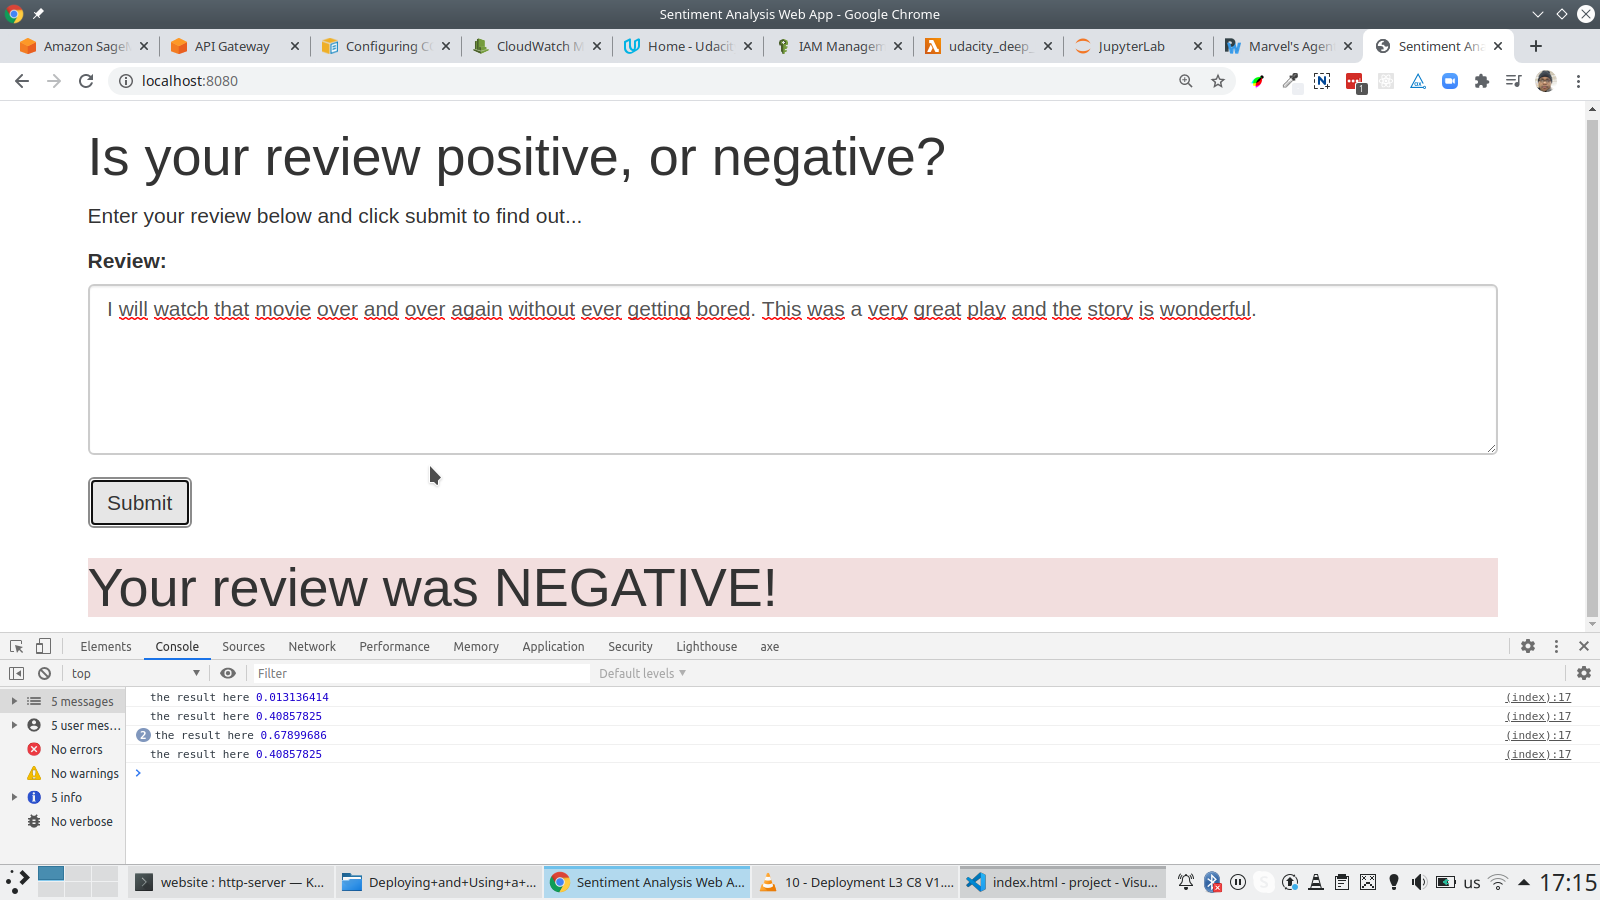 Sentiment Analysis Web App - Google Chrome
Amazon Sage
API Gateway
Configuring C
CloudWatch M
Home - Udaci
IAM Managem
udacity_deep_
JupyterLab
Marvel's Agen
Sentiment An
localhost:8080
1
Is your review positive, or negative?
Enter your review below and click submit to find out...
Review:
I will watch that movie over and over again without ever getting bored. This was a very great play and the story is wonderful.
Submit
Your review was NEGATIVE!
Elements Console Sources Network Performance Memory Application Security Lighthouse axe
top Filter Default levels
5 messages
5 user mes...
No errors
No warnings
5 info
No verbose
the result here 0.013136414 (index):17
the result here 0.40857825 (index):17
2 the result here 0.67899686 (index):17
the result here 0.40857825 (index):17
website : http-server — K...
Deploying+and+Using+a+...
Sentiment Analysis Web A...
10 - Deployment L3 C8 V1....
index.html - project - Visu...
us
17:15